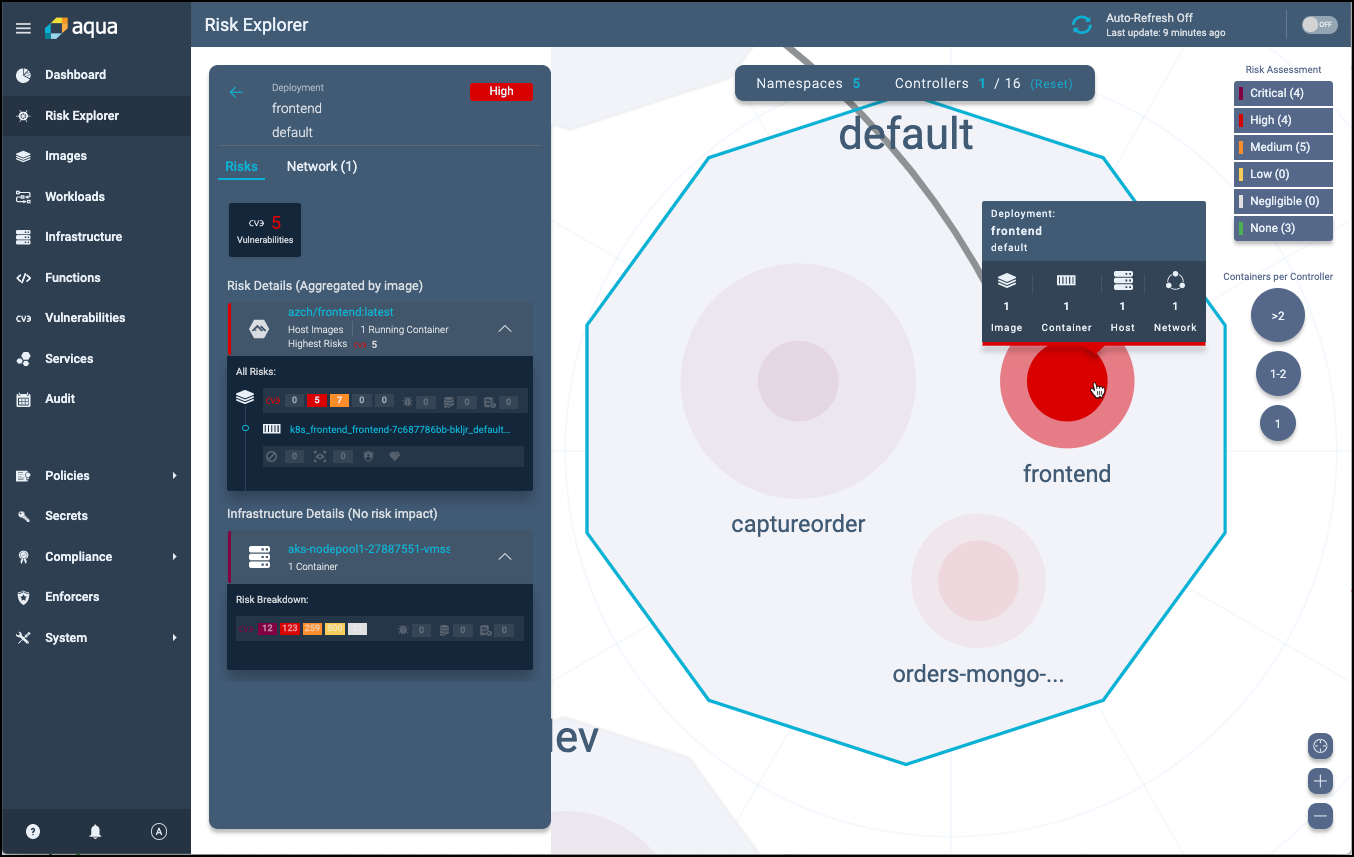 aqua
Dashboard
Risk Explorer
Images
Workloads
Infrastructure
Functions
Vulnerabilities
Services
Audit
Policies
Secrets
Compliance
Enforcers
System
Risk Explorer
Auto-Refresh Off
Last update: 9 minutes ago
OFF
Deployment
High
frontend
default
Risks Network (1)
5
Vulnerabilities
Risk Details (Aggregated by image)
azch/frontend:latest
Host Images 1 Running Container
Highest Risks 5
All Risks:
0 5 7 0 0 0 0 0
k8s_frontend_frontend-7c687786bb-bkljr_default...
0 0
Infrastructure Details (No risk impact)
aks-nodepool1-27887551-vmss
1 Container
Risk Breakdown:
12 123 259 500 0 0 0
Namespaces 5 Controllers 1 / 16 (Reset)
default
Deployment:
frontend
default
1 1 1 1
Image Container Host Network
captureorder
frontend
orders-mongo-...
lev
Risk Assessment
Critical (4)
High (4)
Medium (5)
Low (0)
Negligible (0)
None (3)
Containers per Controller
>2
1-2
1
? A